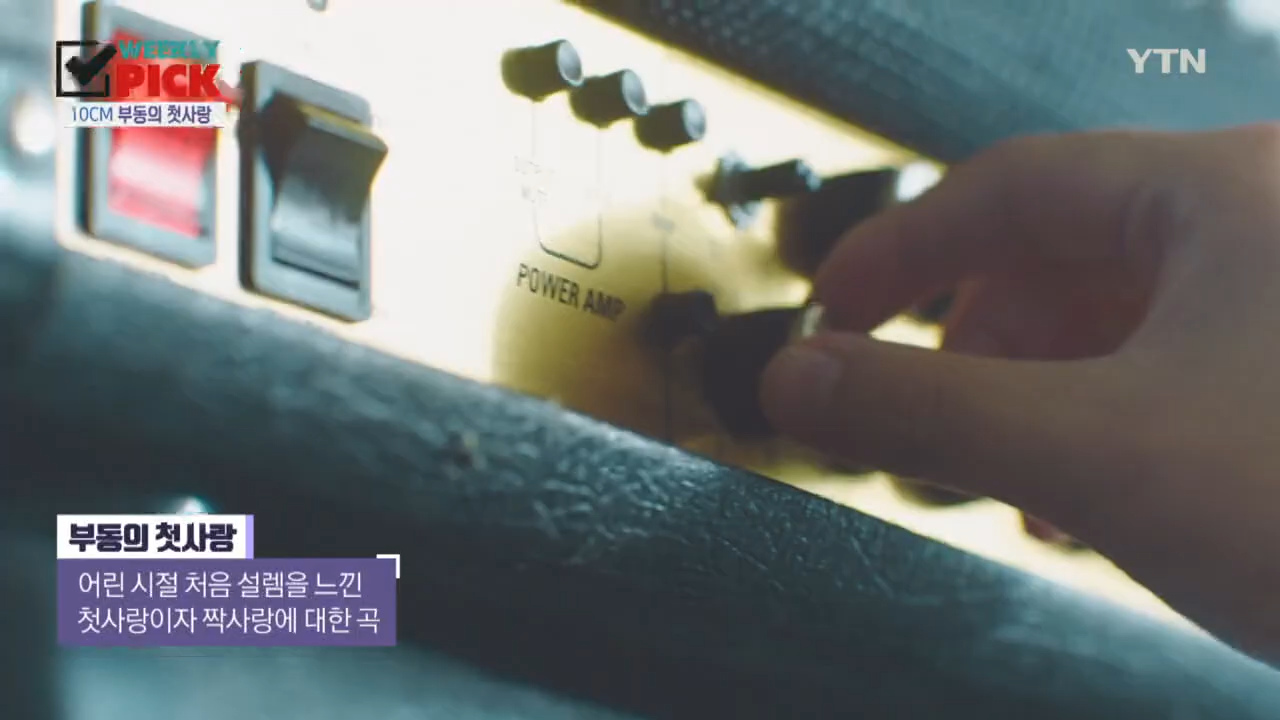 WEEKLY
PICK
10CM 부동의 첫사랑
YTN
POWER AMP
부동의 첫사랑
어린 시절 처음 설렘을 느낀
첫사랑이자 짝사랑에 대한 곡